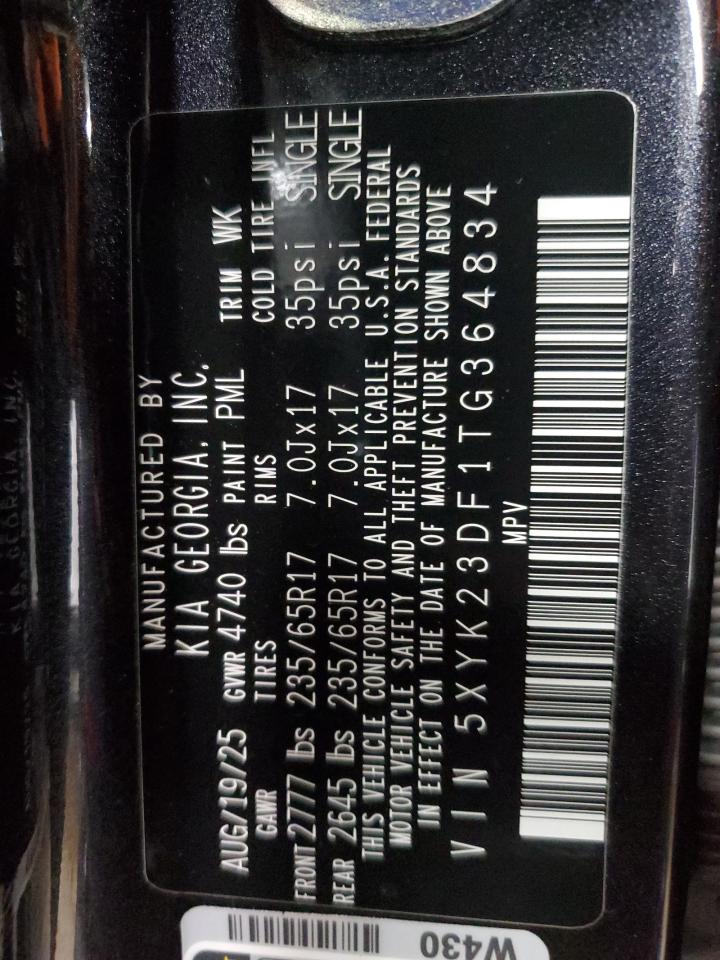 MANUFACTURED BY
KIA GEORGIA, INC.
AUG/19/25 GVWR 4740 lbs PAINT PML TRIM WK
GAWR TIRES RIMS COLD TIRE INFL
FRONT 2777 lbs 235/65R17 7.0Jx17 35psi SINGLE
REAR 2645 lbs 235/65R17 7.0Jx17 35psi SINGLE
THIS VEHICLE CONFORMS TO ALL APPLICABLE U.S.A. FEDERAL
MOTOR VEHICLE SAFETY AND THEFT PREVENTION STANDARDS
IN EFFECT ON THE DATE OF MANUFACTURE SHOWN ABOVE
VIN 5XYK23DF1TG364834
MPV
W430